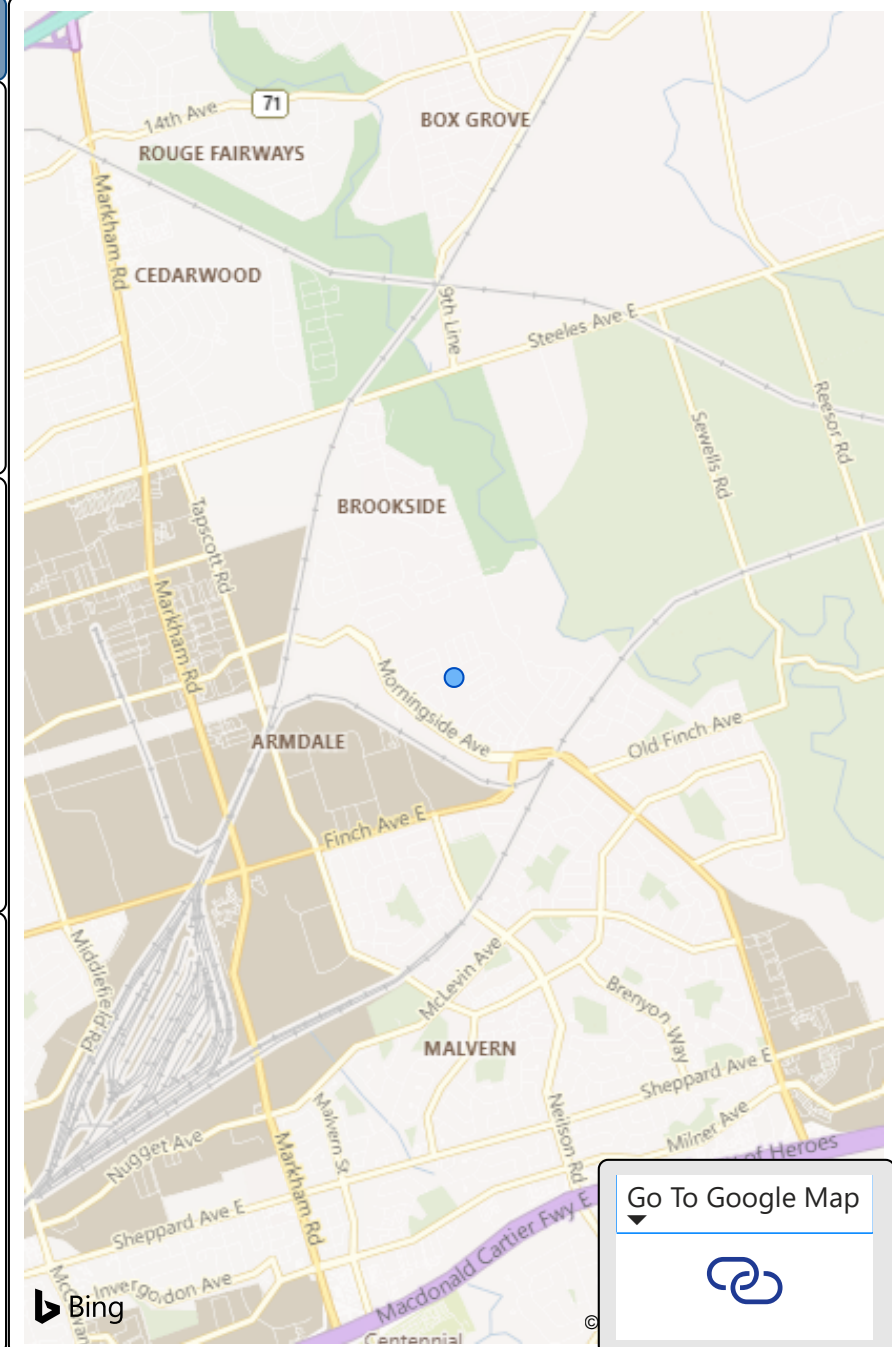 71
14th Ave
BOX GROVE
ROUGE FAIRWAYS
Markham Rd
CEDARWOOD
9th Line
Steeles Ave E
Reesor Rd
Sewells Rd
BROOKSIDE
Tapscott Rd
Markham Rd
Morningside Ave
Old Finch Ave
ARMDALE
Finch Ave E
Middlefield Rd
McLevin Ave
Brenyon Way
MALVERN
Sheppard Ave E
Malvern St
Neilson Rd
Milner Ave
Nugget Ave
Markham Rd
of Heroes
Go To Google Map
Sheppard Ave E
Macdonald Cartier Fwy E
Invergordon Ave
Bing
©
Centennial